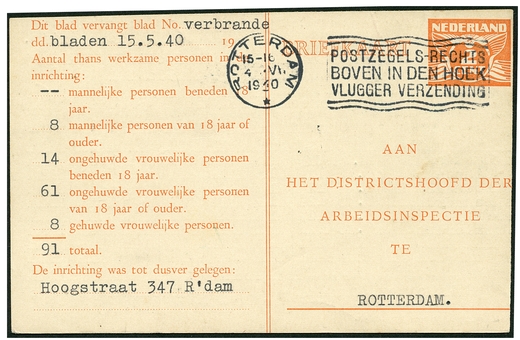 Dit blad vervangt blad No. verbrande
dd. bladen 15.5.40 19
Aantal thans werkzame personen in de
inrichting:
-- mannelijke personen beneden 18
jaar.
8 mannelijke personen van 18 jaar of
ouder.
14 ongehuwde vrouwelijke personen
beneden 18 jaar.
61 ongehuwde vrouwelijke personen
van 18 jaar of ouder.
8 gehuwde vrouwelijke personen.
91 totaal.
De inrichting was tot dusver gelegen:
Hoogstraat 347 R'dam
ROTTERDAM
1940
BRIEFKAART
NEDERLAND
POSTZEGELS-RECHTS
BOVEN IN DEN HOEK
VLUGGER VERZENDING
AAN
HET DISTRICTSHOOFD DER
ARBEIDSINSPECTIE
TE
ROTTERDAM.